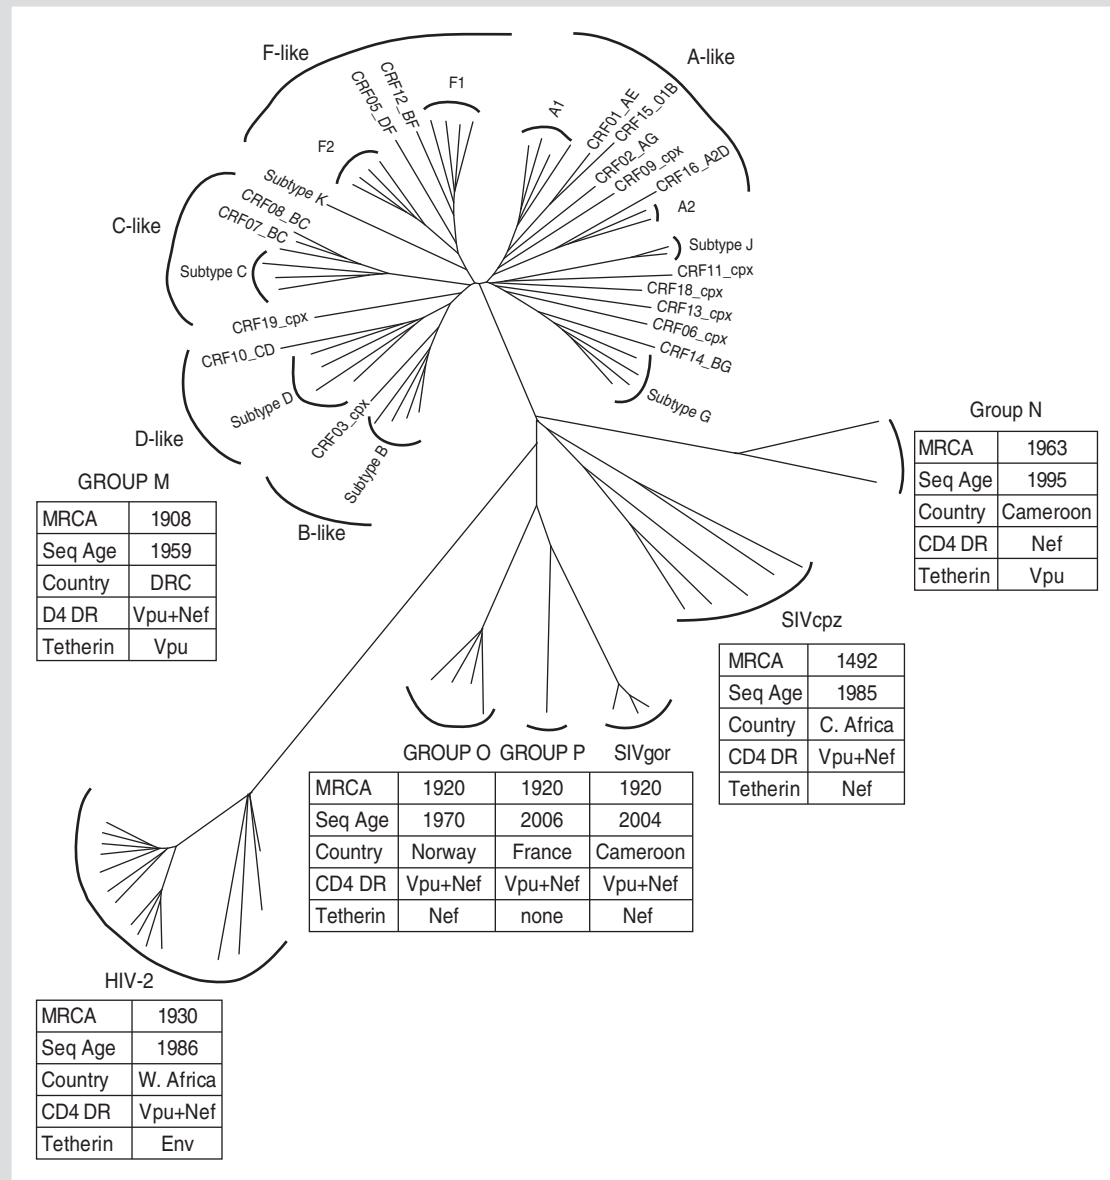 F-like
A-like
CRF05_DF
CRF12_BF
F1
A1
CRF01_AE
CRF15_01B
CRF02_AG
CRF09_cpx
CRF16_A2D
F2
A2
Subtype K
CRF08_BC
CRF07_BC
C-like
Subtype J
Subtype C
CRF11_cpx
CRF18_cpx
CRF13_cpx
CRF06_cpx
CRF14_BG
CRF19_cpx
CRF10_CD
Subtype D
Subtype G
CRF03_cpx
Subtype B
D-like
B-like
GROUP M
MRCA 1908
Seq Age 1959
Country DRC
D4 DR Vpu+Nef
Tetherin Vpu
Group N
MRCA 1963
Seq Age 1995
Country Cameroon
CD4 DR Nef
Tetherin Vpu
SIVcpz
MRCA 1492
Seq Age 1985
Country C. Africa
CD4 DR Vpu+Nef
Tetherin Nef
GROUP O GROUP P SIVgor
MRCA 1920 1920 1920
Seq Age 1970 2006 2004
Country Norway France Cameroon
CD4 DR Vpu+Nef Vpu+Nef Vpu+Nef
Tetherin Nef none Nef
HIV-2
MRCA 1930
Seq Age 1986
Country W. Africa
CD4 DR Vpu+Nef
Tetherin Env